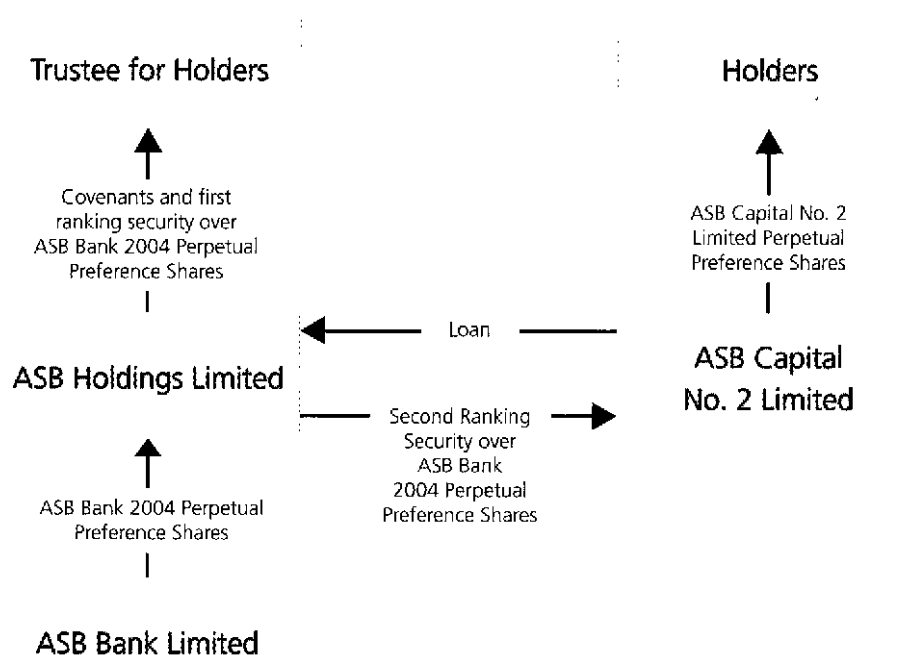 Trustee for Holders
Holders
Covenants and first
ranking security over
ASB Bank 2004 Perpetual
Preference Shares
ASB Capital No. 2
Limited Perpetual
Preference Shares
Loan
ASB Holdings Limited
ASB Capital
No. 2 Limited
Second Ranking
Security over
ASB Bank
2004 Perpetual
Preference Shares
ASB Bank 2004 Perpetual
Preference Shares
ASB Bank Limited